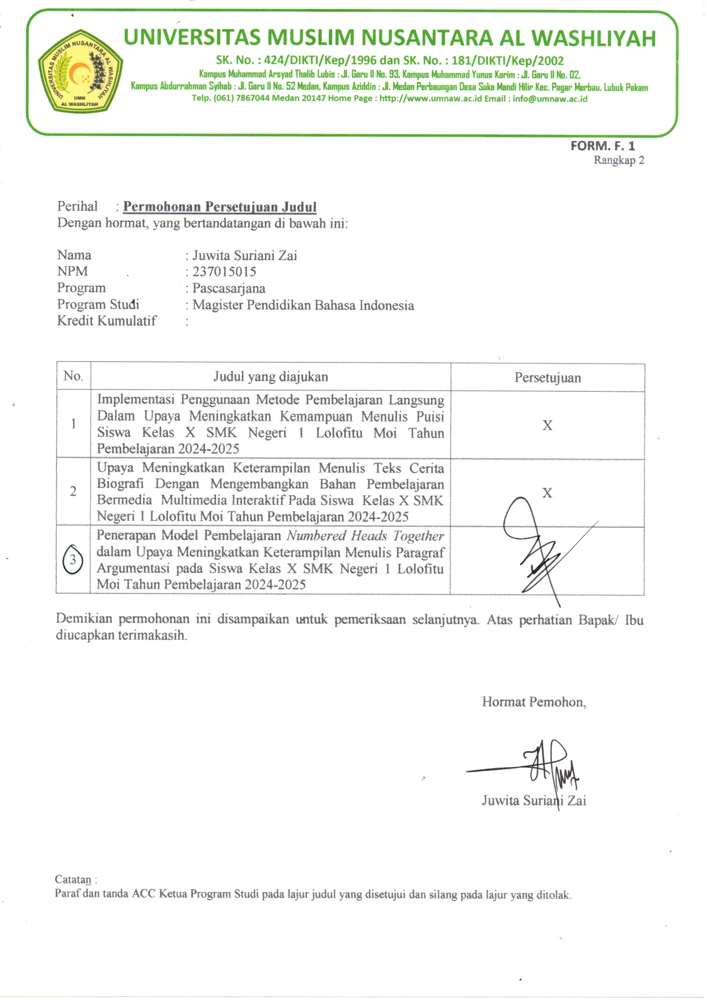 UNIVERSITAS MUSLIM NUSANTARA AL WASHLIYAH
UNIVERSITAS MUSLIM NUSANTARA AL WASHLIYAH
UMN
AL WASHLIYAH
SK. No. : 424/DIKTI/Kep/1996 dan SK. No. : 181/DIKTI/Kep/2002
Kampus Muhammad Arsyad Thalib Lubis : Jl. Garu II No. 93, Kampus Muhammad Yunus Karim : Jl. Garu II No. 02,
Kampus Abdurrahman Syihab : Jl. Garu II No. 52 Medan, Kampus Aziddin : Jl. Medan Perbaungan Desa Suka Mandi Hilir Kec. Pagar Merbau, Lubuk Pakam
Telp. (061) 7867044 Medan 20147 Home Page : http://www.umnaw.ac.id Email : info@umnaw.ac.id
FORM. F. 1
Rangkap 2
Perihal : Permohonan Persetujuan Judul
Dengan hormat, yang bertandatangan di bawah ini:
Nama : Juwita Suriani Zai
NPM : 237015015
Program : Pascasarjana
Program Studi : Magister Pendidikan Bahasa Indonesia
Kredit Kumulatif :
No. Judul yang diajukan Persetujuan
1 Implementasi Penggunaan Metode Pembelajaran Langsung
Dalam Upaya Meningkatkan Kemampuan Menulis Puisi
Siswa Kelas X SMK Negeri 1 Lolofitu Moi Tahun
Pembelajaran 2024-2025
X
2 Upaya Meningkatkan Keterampilan Menulis Teks Cerita
Biografi Dengan Mengembangkan Bahan Pembelajaran
Bermedia Multimedia Interaktif Pada Siswa Kelas X SMK
Negeri 1 Lolofitu Moi Tahun Pembelajaran 2024-2025
X
3 Penerapan Model Pembelajaran Numbered Heads Together
dalam Upaya Meningkatkan Keterampilan Menulis Paragraf
Argumentasi pada Siswa Kelas X SMK Negeri 1 Lolofitu
Moi Tahun Pembelajaran 2024-2025
Demikian permohonan ini disampaikan untuk pemeriksaan selanjutnya. Atas perhatian Bapak/ Ibu
diucapkan terimakasih.
Hormat Pemohon,
Juwita Suriani Zai
Catatan :
Paraf dan tanda ACC Ketua Program Studi pada lajur judul yang disetujui dan silang pada lajur yang ditolak.